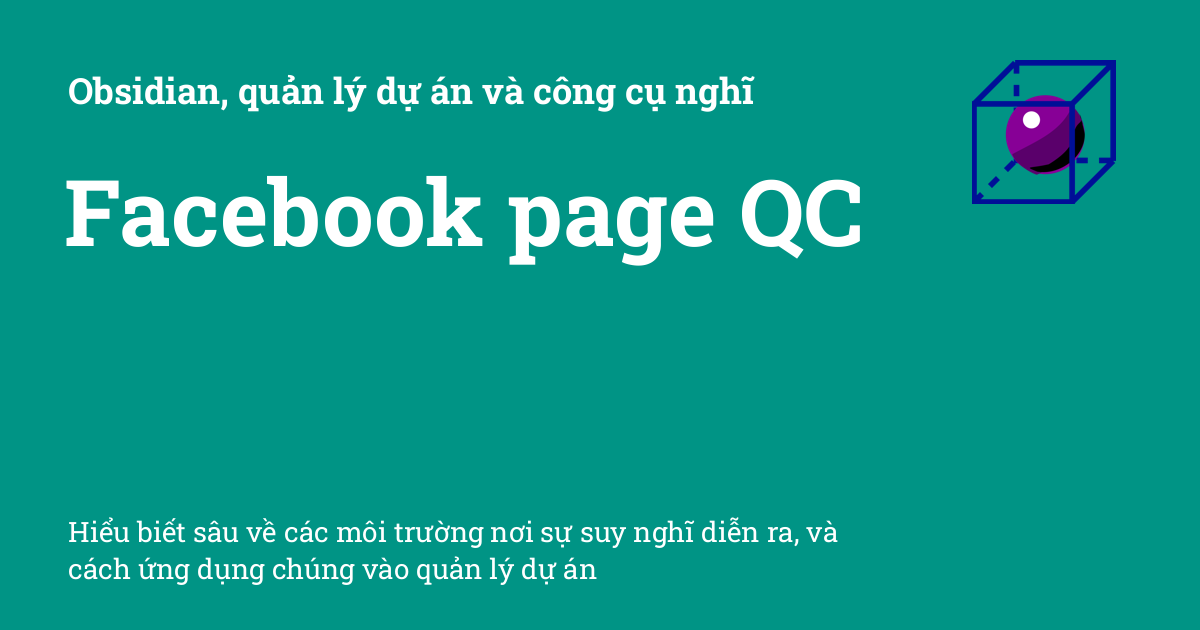 Obsidian, quản lý dự án và công cụ nghĩ
Facebook page QC
Hiểu biết sâu về các môi trường nơi sự suy nghĩ diễn ra, và
cách ứng dụng chúng vào quản lý dự án